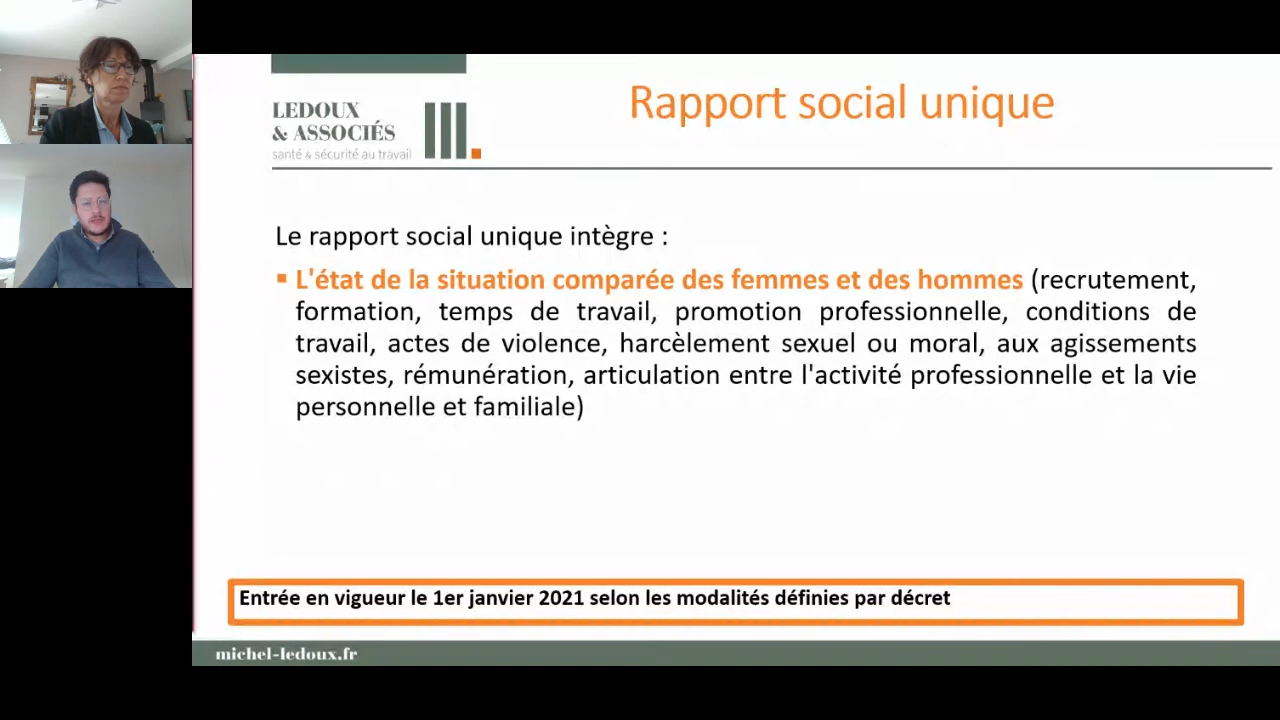 LEDOUX
& ASSOCIÉS
santé & sécurité au travail
Rapport social unique
Le rapport social unique intègre :
▪ L'état de la situation comparée des femmes et des hommes (recrutement,
formation, temps de travail, promotion professionnelle, conditions de
travail, actes de violence, harcèlement sexuel ou moral, aux agissements
sexistes, rémunération, articulation entre l'activité professionnelle et la vie
personnelle et familiale)
Entrée en vigueur le 1er janvier 2021 selon les modalités définies par décret
michel-ledoux.fr